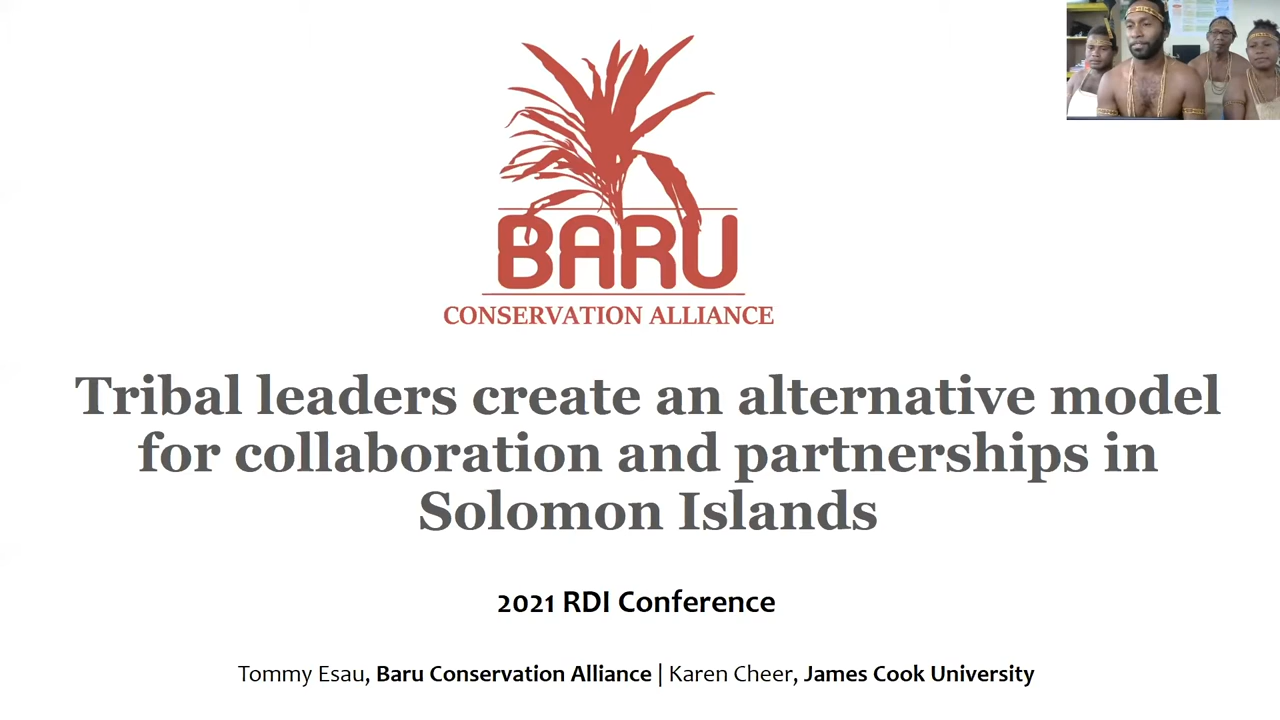 BARU
CONSERVATION ALLIANCE
Tribal leaders create an alternative model
for collaboration and partnerships in
Solomon Islands
2021 RDI Conference
Tommy Esau, Baru Conservation Alliance | Karen Cheer, James Cook University